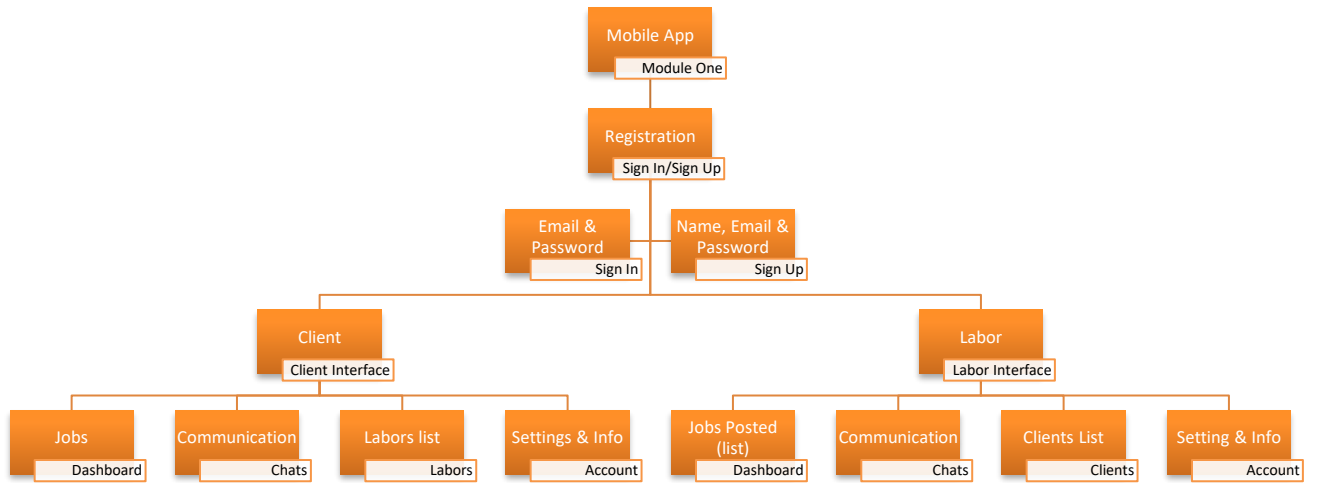 Mobile App
Module One
Registration
Sign In/Sign Up
Email &
Password
Sign In
Name, Email &
Password
Sign Up
Client
Client Interface
Labor
Labor Interface
Jobs
Dashboard
Communication
Chats
Labors list
Labors
Settings & Info
Account
Jobs Posted
(list)
Dashboard
Communication
Chats
Clients List
Clients
Setting & Info
Account